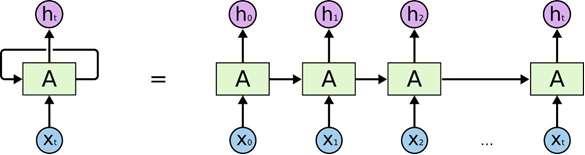 hₜ h₀ h₁ h₂ hₜ
A = A A A A
xₜ x₀ x₁ x₂ ... xₜ